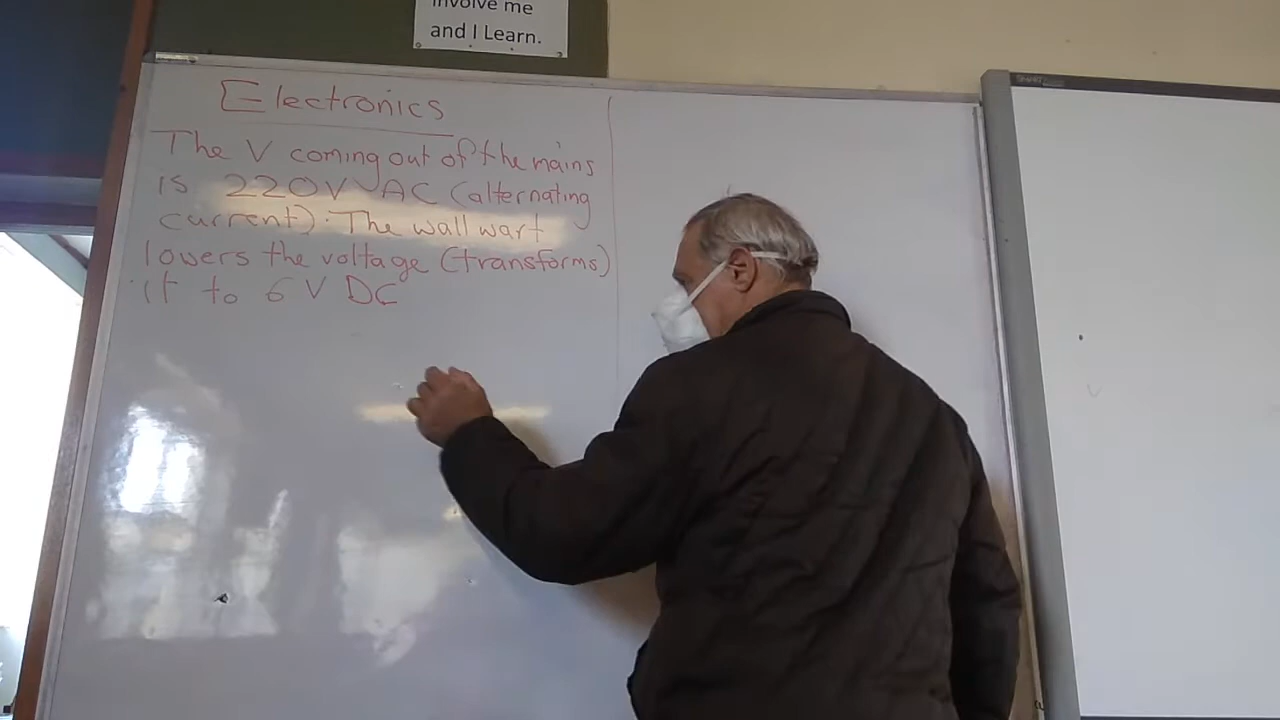 involve me
and I Learn.
Electronics
The V coming out of the mains
is 220V AC (alternating
current). The wall wart
lowers the voltage (transforms)
it to 6 V DC